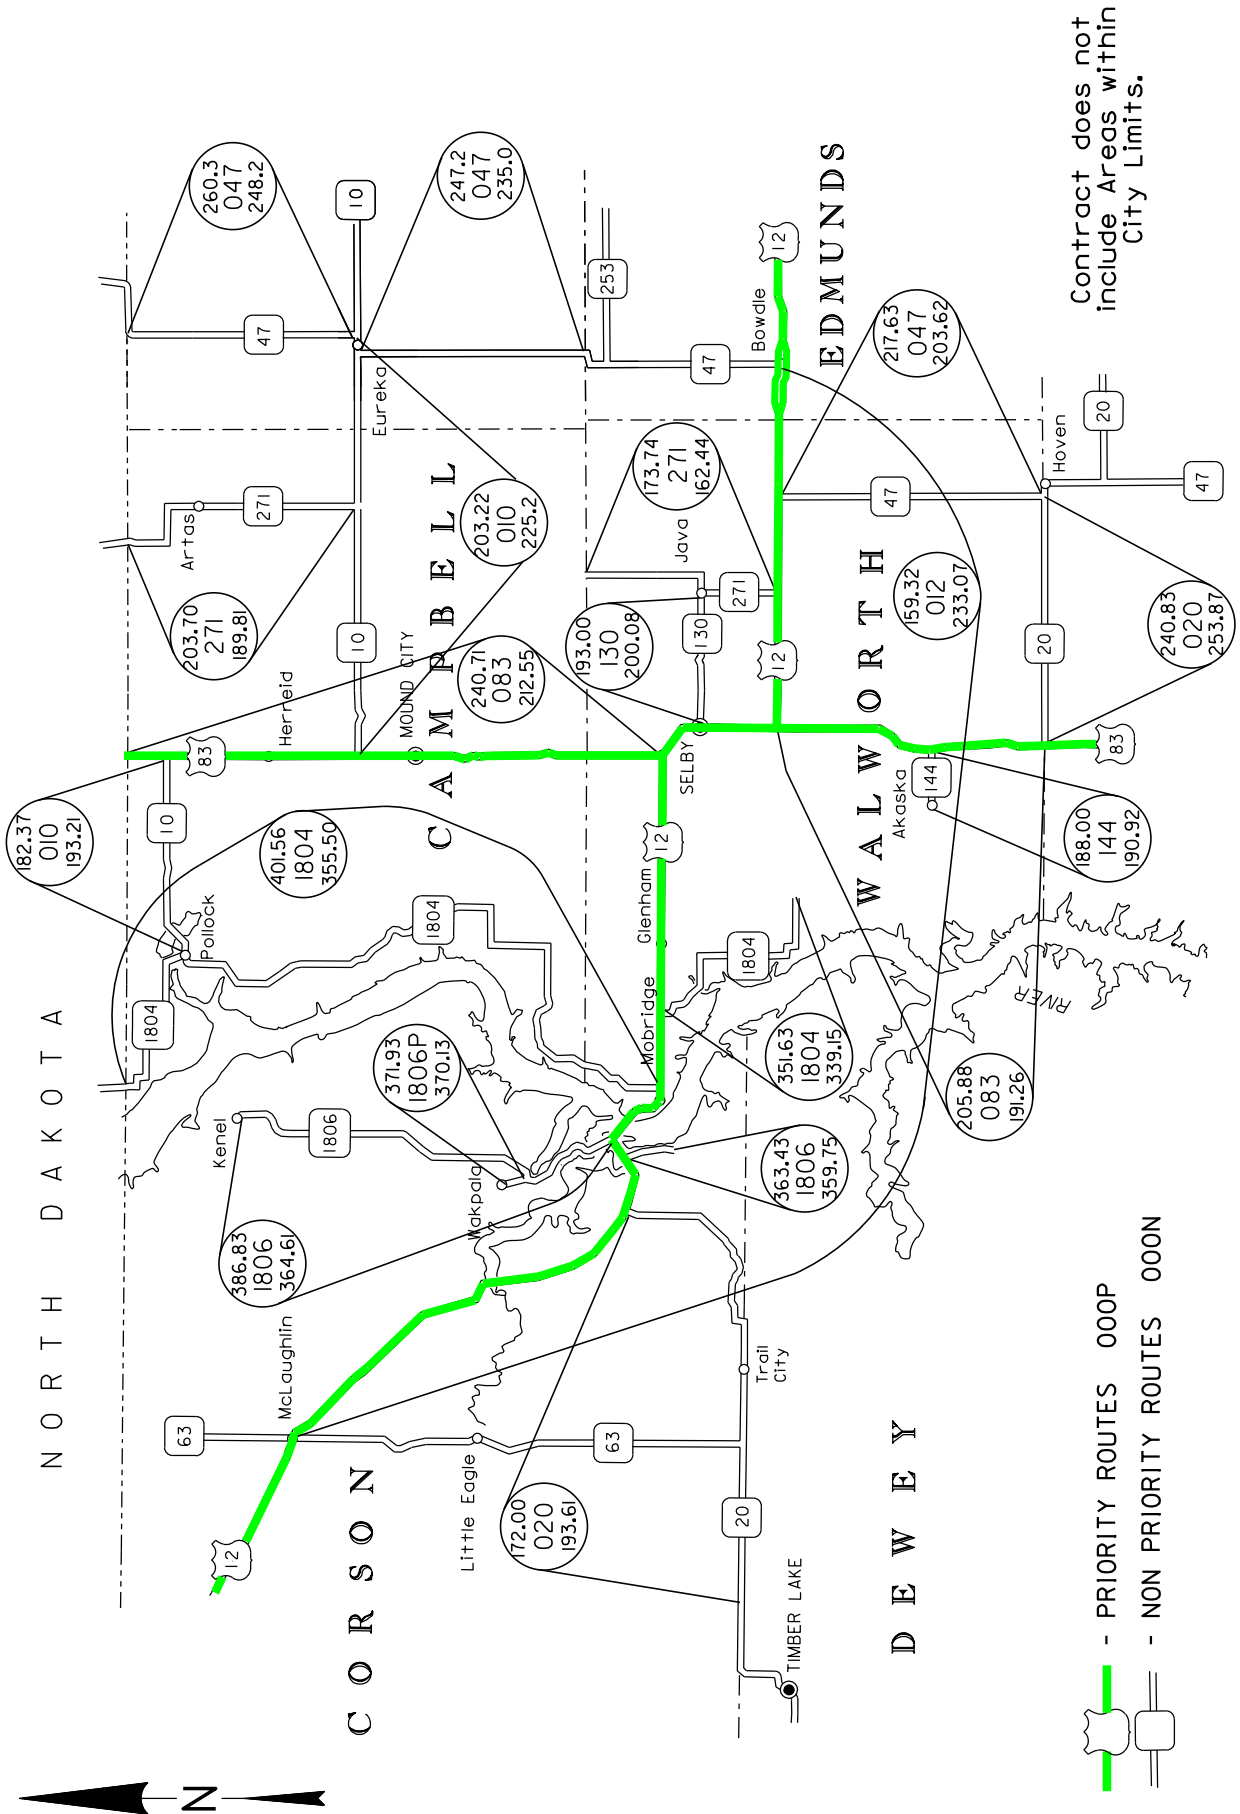 NORTH DAKOTA
CORSON
DEWEY
CAMPBELL
WALWORTH
EDMUNDS
12
63
McLaughlin
Little Eagle
63
20
TIMBER LAKE
Trail
City
172.00
020
193.61
386.83
1806
364.61
Kenel
1806
Wakpala
371.93
1806P
370.13
363.43
1806
359.75
1804
Pollock
182.37
010
193.21
10
401.56
1804
355.50
1804
Mobridge
Glenham
12
1804
351.63
1804
339.15
RIVER
205.88
083
191.26
83
Herreid
MOUND CITY
240.71
083
212.55
SELBY
193.00
130
200.08
130
Java
271
173.74
271
162.44
12
Akaska
144
188.00
144
190.92
83
159.32
012
233.07
203.70
271
189.81
Artas
271
10
203.22
010
225.2
Eureka
47
260.3
047
248.2
10
247.2
047
235.0
253
47
Bowdle
12
217.63
047
203.62
47
Hoven
20
47
20
240.83
020
253.87
Contract does not
include Areas within
City Limits.
- PRIORITY ROUTES 000P
- NON PRIORITY ROUTES 000N
N